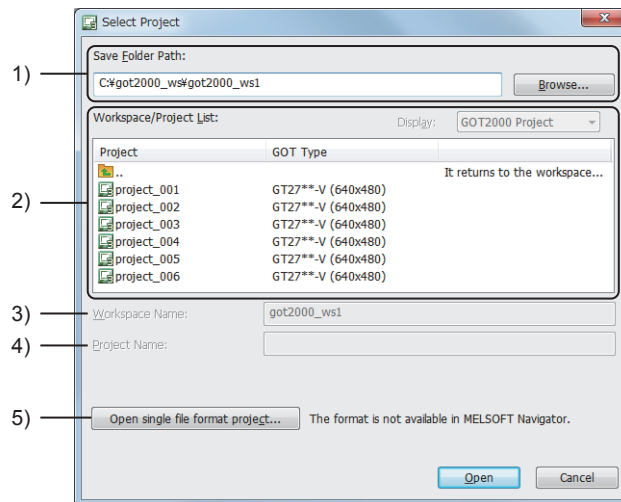 Select Project
1)
Save Folder Path:
C:¥got2000_ws¥got2000_ws1
Browse...
2)
Workspace/Project List:
Display:
GOT2000 Project
Project GOT Type
.. It returns to the workspace...
project_001 GT27**-V (640x480)
project_002 GT27**-V (640x480)
project_003 GT27**-V (640x480)
project_004 GT27**-V (640x480)
project_005 GT27**-V (640x480)
project_006 GT27**-V (640x480)
3)
Workspace Name:
got2000_ws1
4)
Project Name:
5)
Open single file format project...
The format is not available in MELSOFT Navigator.
Open
Cancel